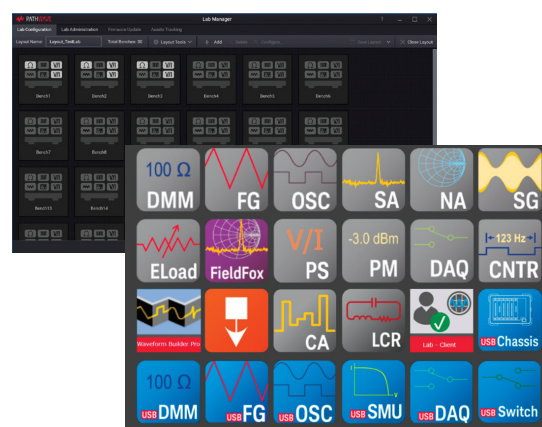 PATHWAVE
Lab Manager
Lab Configuration Lab Administration Firmware Update Assets Tracking
Layout Name: Layout_TestLab Total Benches: 30 Layout Tools Add Delete Configure Save Layout Close Layout
Bench1 Bench2 Bench3 Bench4 Bench5 Bench6
Bench7 Bench8
Bench13 Bench14
100 Ω V/I -3.0 dBm 123 Hz
DMM FG OSC SA NA SG
ELoad FieldFox PS PM DAQ CNTR
Waveform Builder Pro CA LCR Lab - Client USB Chassis
100 Ω I V
USB DMM USB FG USB OSC USB SMU USB DAQ USB Switch